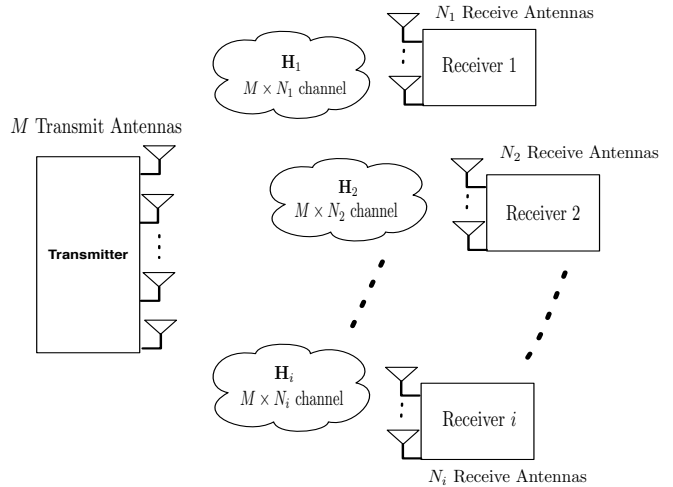 N₁ Receive Antennas
H₁
M × N₁ channel
Receiver 1
M Transmit Antennas
Transmitter
N₂ Receive Antennas
H₂
M × N₂ channel
Receiver 2
Hᵢ
M × Nᵢ channel
Receiver i
Nᵢ Receive Antennas